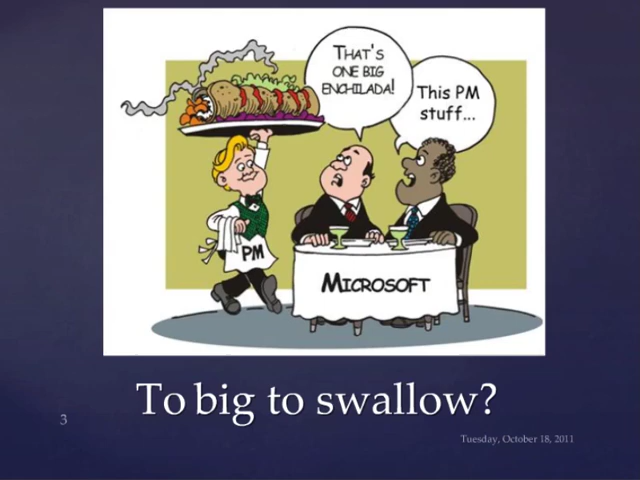 THAT'S
ONE BIG
ENCHILADA!
This PM
stuff...
PM
MICROSOFT
To big to swallow?
3
Tuesday, October 18, 2011